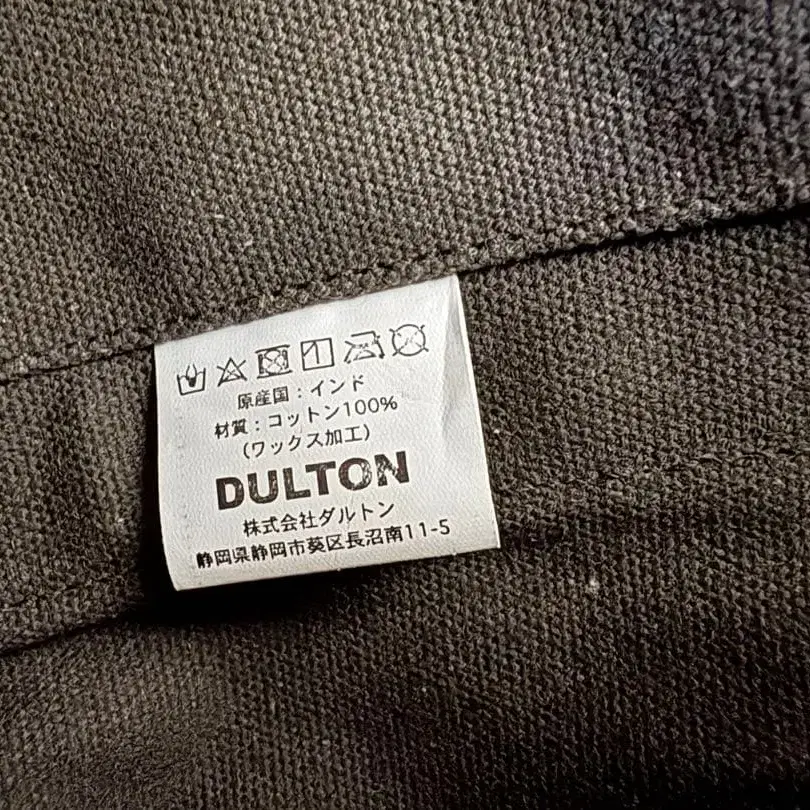 原産国：インド
材質：コットン100%
（ワックス加工）
DULTON
株式会社ダルトン
静岡県静岡市葵区長沼南11-5